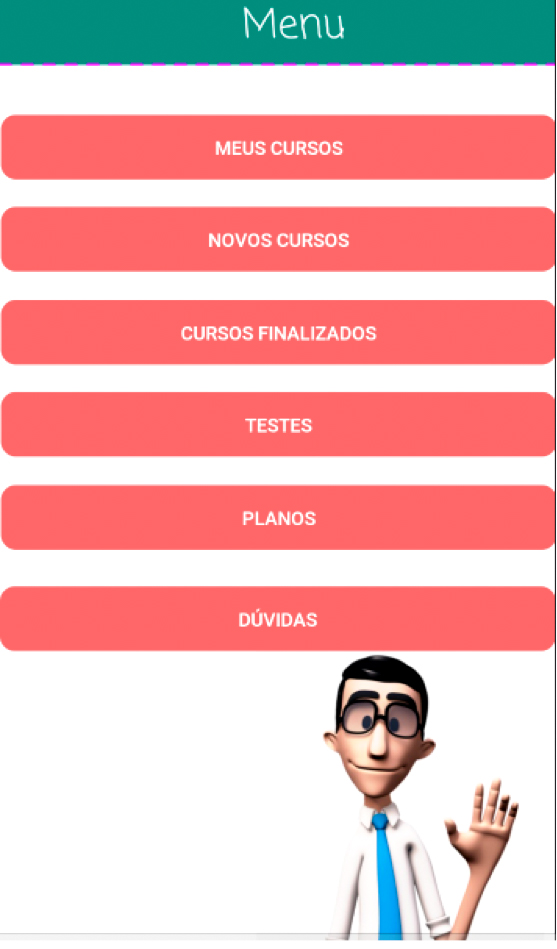 Menu
MEUS CURSOS
NOVOS CURSOS
CURSOS FINALIZADOS
TESTES
PLANOS
DÚVIDAS